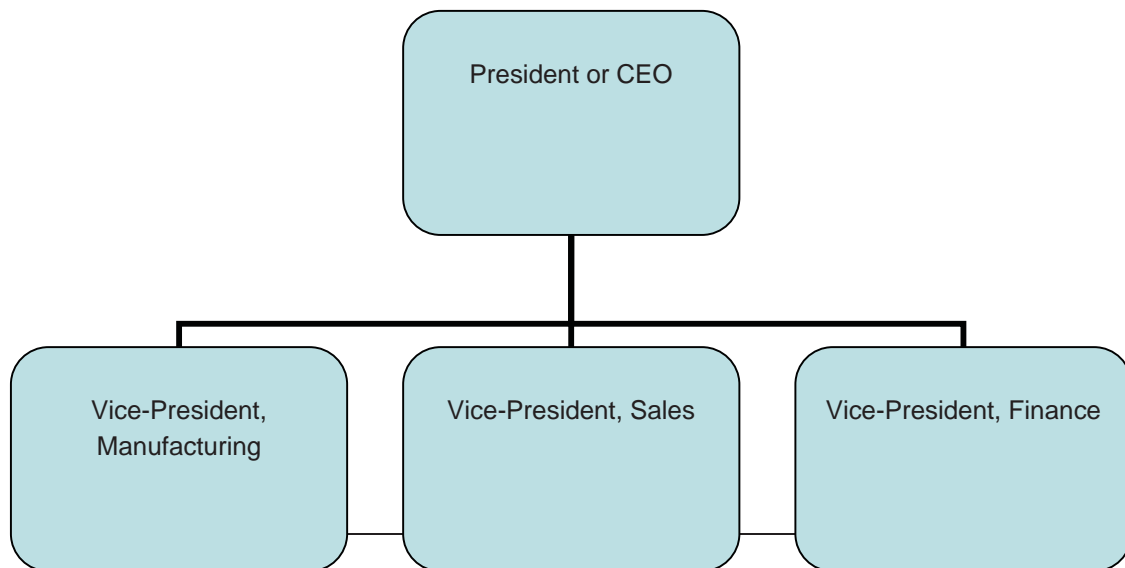 President or CEO
Vice-President,
Manufacturing
Vice-President, Sales
Vice-President, Finance